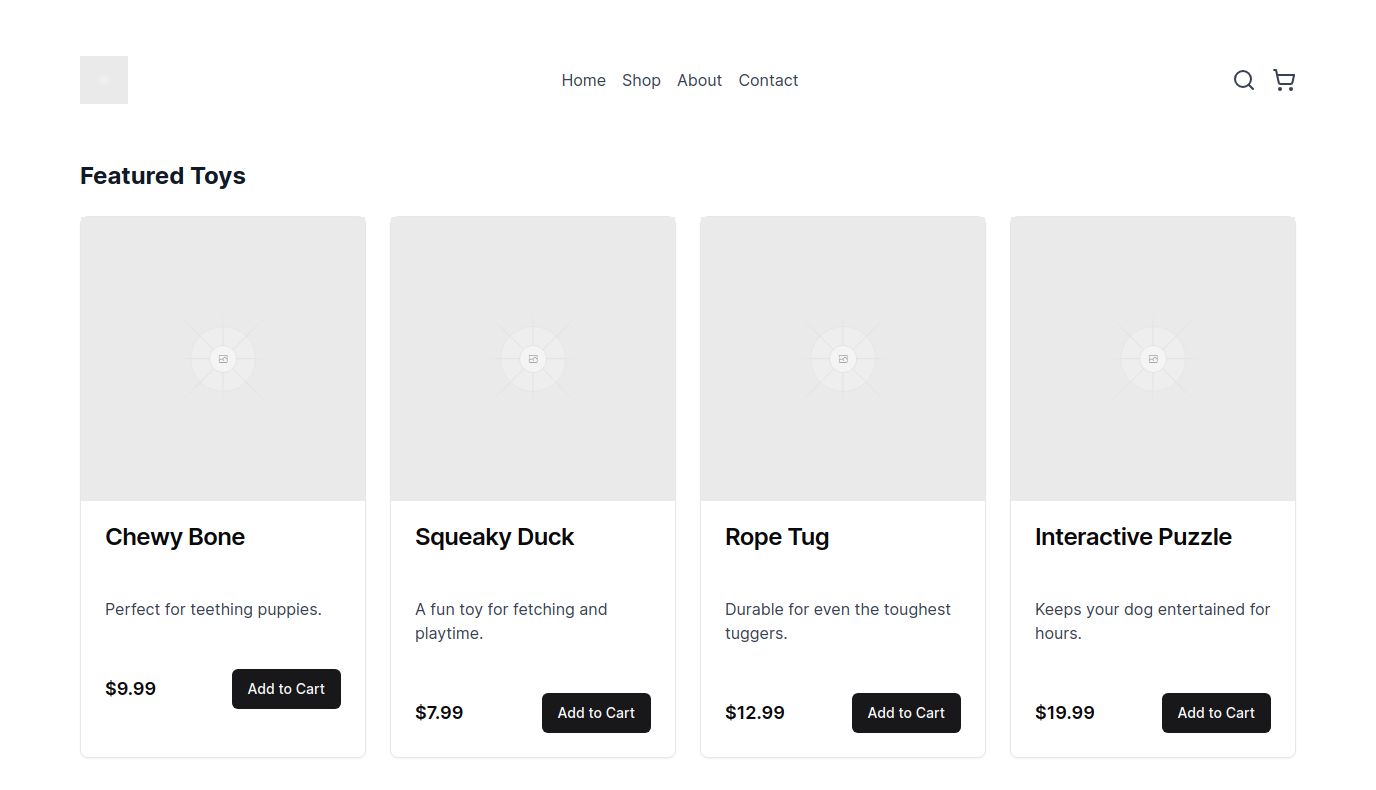 Home Shop About Contact
Featured Toys
Chewy Bone
Perfect for teething puppies.
$9.99 Add to Cart
Squeaky Duck
A fun toy for fetching and
playtime.
$7.99 Add to Cart
Rope Tug
Durable for even the toughest
tuggers.
$12.99 Add to Cart
Interactive Puzzle
Keeps your dog entertained for
hours.
$19.99 Add to Cart